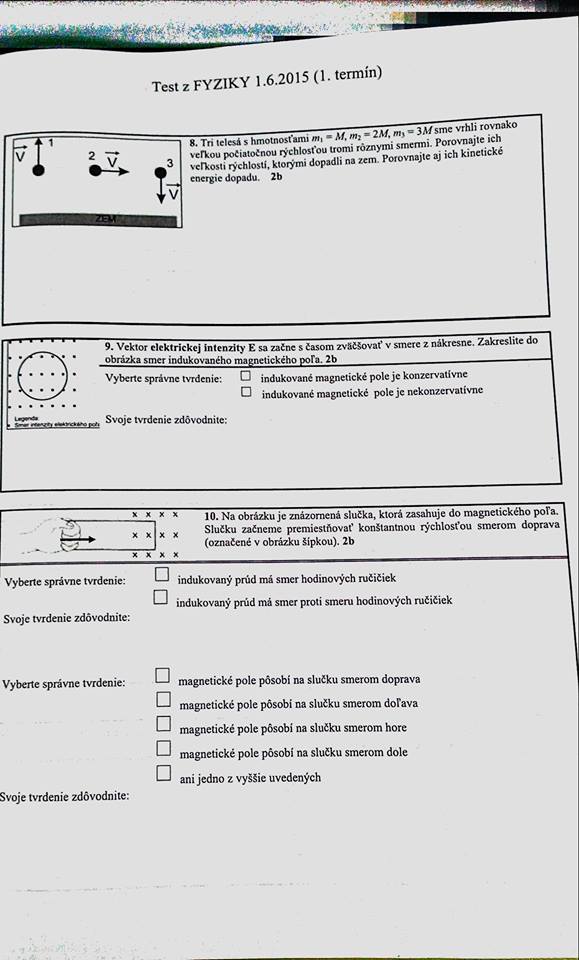 Test z FYZIKY 1.6.2015 (1. termín)
V
1
2
V
3
V
ZEM
8. Tri telesá s hmotnosťami m₁ = M, m₂ = 2M, m₃ = 3M sme vrhli rovnako
veľkou počiatočnou rýchlosťou tromi rôznymi smermi. Porovnajte ich
veľkosti rýchlostí, ktorými dopadli na zem. Porovnajte aj ich kinetické
energie dopadu. 2b
9. Vektor elektrickej intenzity E sa začne s časom zväčšovať v smere z nákresne. Zakreslite do
obrázka smer indukovaného magnetického poľa. 2b
Vyberte správne tvrdenie:
indukované magnetické pole je konzervatívne
indukované magnetické pole je nekonzervatívne
Legenda:
Smer intenzity elektrického poľa
Svoje tvrdenie zdôvodnite:
x x x x
x x x x
x x x x
10. Na obrázku je znázornená slučka, ktorá zasahuje do magnetického poľa.
Slučku začneme premiestňovať konštantnou rýchlosťou smerom doprava
(označené v obrázku šípkou). 2b
Vyberte správne tvrdenie:
indukovaný prúd má smer hodinových ručičiek
indukovaný prúd má smer proti smeru hodinových ručičiek
Svoje tvrdenie zdôvodnite:
Vyberte správne tvrdenie:
magnetické pole pôsobí na slučku smerom doprava
magnetické pole pôsobí na slučku smerom doľava
magnetické pole pôsobí na slučku smerom hore
magnetické pole pôsobí na slučku smerom dole
ani jedno z vyššie uvedených
Svoje tvrdenie zdôvodnite: